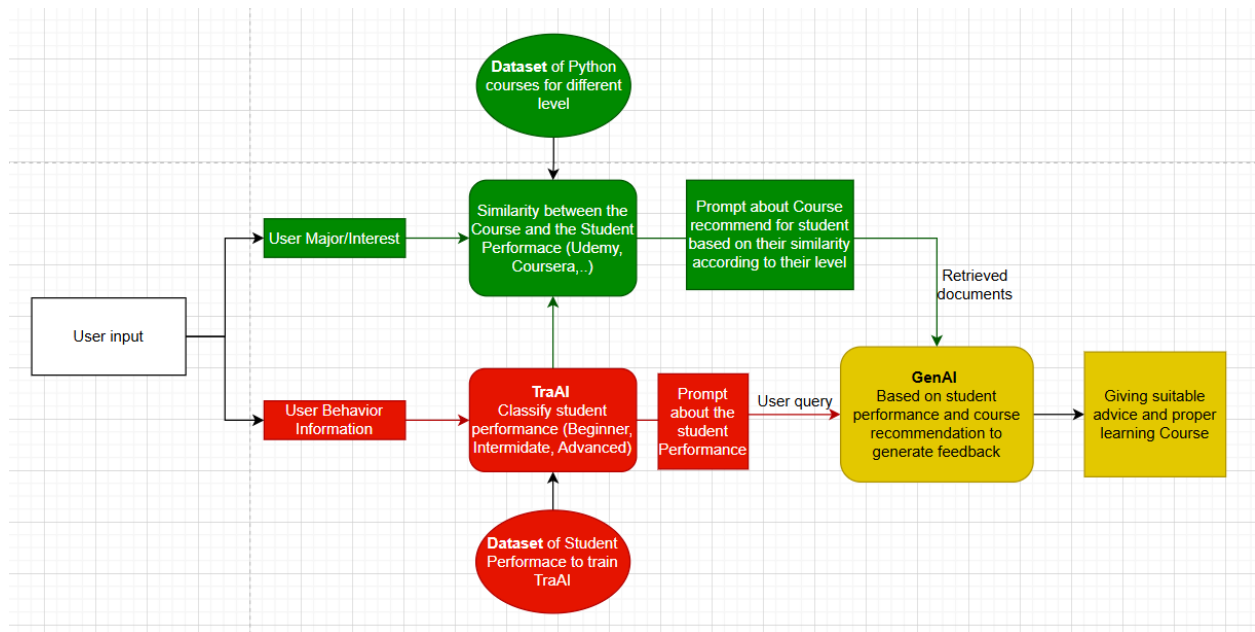 Dataset of Python
courses for different
level
User Major/Interest
Similarity between the
Course and the Student
Performace (Udemy,
Coursera,..)
Prompt about Course
recommend for student
based on their similarity
according to their level
Retrieved
documents
User input
User Behavior
Information
TraAI
Classify student
performance (Beginner,
Intermidate, Advanced)
Prompt
about the
student
Performance
User query
GenAI
Based on student
performance and course
recommendation to
generate feedback
Giving suitable
advice and proper
learning Course
Dataset of Student
Performace to train
TraAI